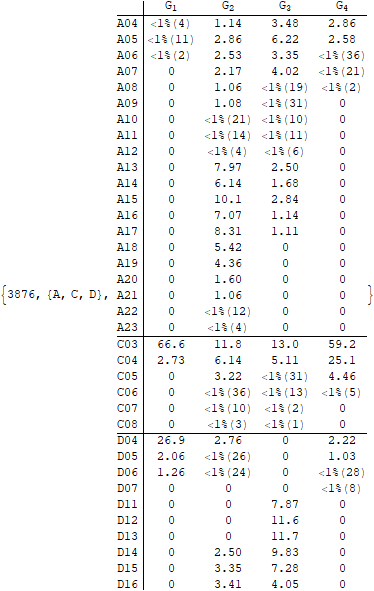 G₁ G₂ G₃ G₄
A04 <1%(4) 1.14 3.48 2.86
A05 <1%(11) 2.86 6.22 2.58
A06 <1%(2) 2.53 3.35 <1%(36)
A07 0 2.17 4.02 <1%(21)
A08 0 1.06 <1%(19) <1%(2)
A09 0 1.08 <1%(31) 0
A10 0 <1%(21) <1%(10) 0
A11 0 <1%(14) <1%(11) 0
A12 0 <1%(4) <1%(6) 0
A13 0 7.97 2.50 0
A14 0 6.14 1.68 0
A15 0 10.1 2.84 0
A16 0 7.07 1.14 0
A17 0 8.31 1.11 0
A18 0 5.42 0 0
A19 0 4.36 0 0
A20 0 1.60 0 0
{3876, {A, C, D}, A21 0 1.06 0 0 }
A22 0 <1%(12) 0 0
A23 0 <1%(4) 0 0
C03 66.6 11.8 13.0 59.2
C04 2.73 6.14 5.11 25.1
C05 0 3.22 <1%(31) 4.46
C06 0 <1%(36) <1%(13) <1%(5)
C07 0 <1%(10) <1%(2) 0
C08 0 <1%(3) <1%(1) 0
D04 26.9 2.76 0 2.22
D05 2.06 <1%(26) 0 1.03
D06 1.26 <1%(24) 0 <1%(28)
D07 0 0 0 <1%(8)
D11 0 0 7.87 0
D12 0 0 11.6 0
D13 0 0 11.7 0
D14 0 2.50 9.83 0
D15 0 3.35 7.28 0
D16 0 3.41 4.05 0